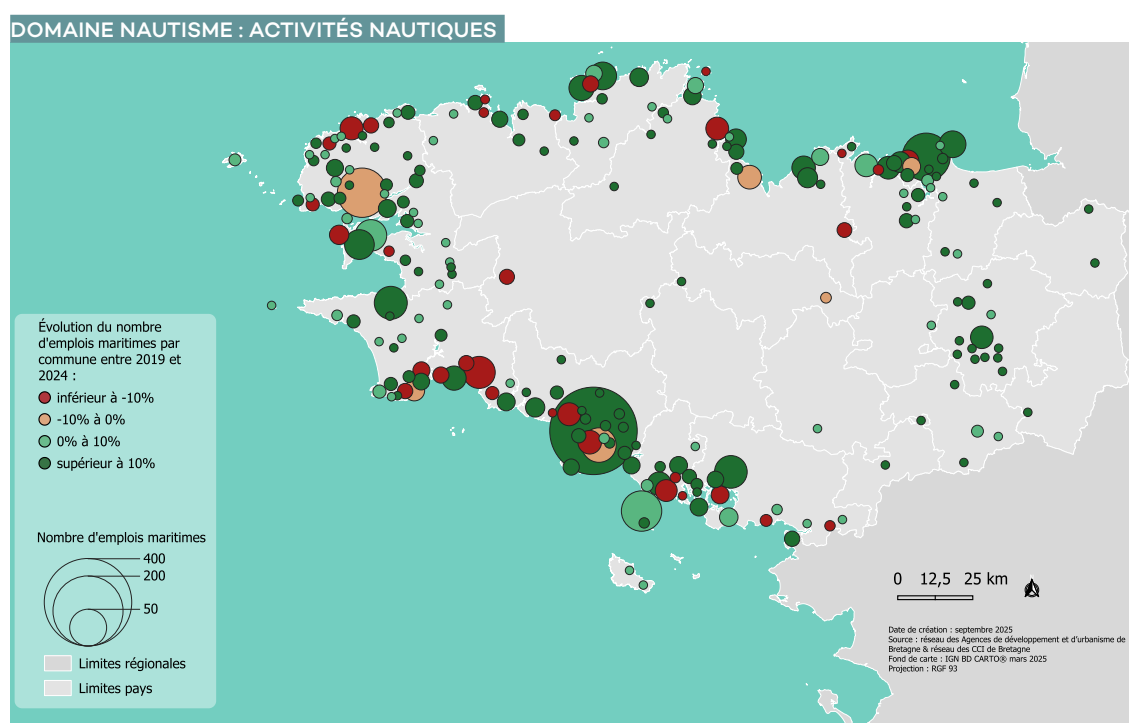 DOMAINE NAUTISME : ACTIVITÉS NAUTIQUES
Évolution du nombre
d'emplois maritimes par
commune entre 2019 et
2024 :
inférieur à -10%
-10% à 0%
0% à 10%
supérieur à 10%
Nombre d'emplois maritimes
400
200
50
Limites régionales
Limites pays
0 12,5 25 km
Date de création : septembre 2025
Source : réseau des Agences de développement et d'urbanisme de
Bretagne & réseau des CCI de Bretagne
Fond de carte : IGN BD CARTO® mars 2025
Projection : RGF 93